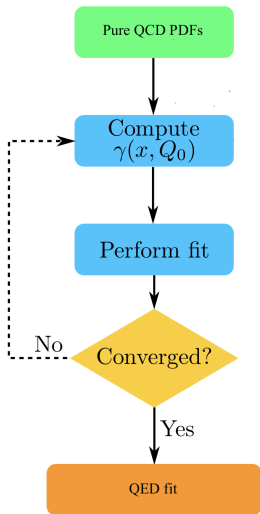 Pure QCD PDFs
Compute
γ(x, Q₀)
Perform fit
Converged?
No
Yes
QED fit